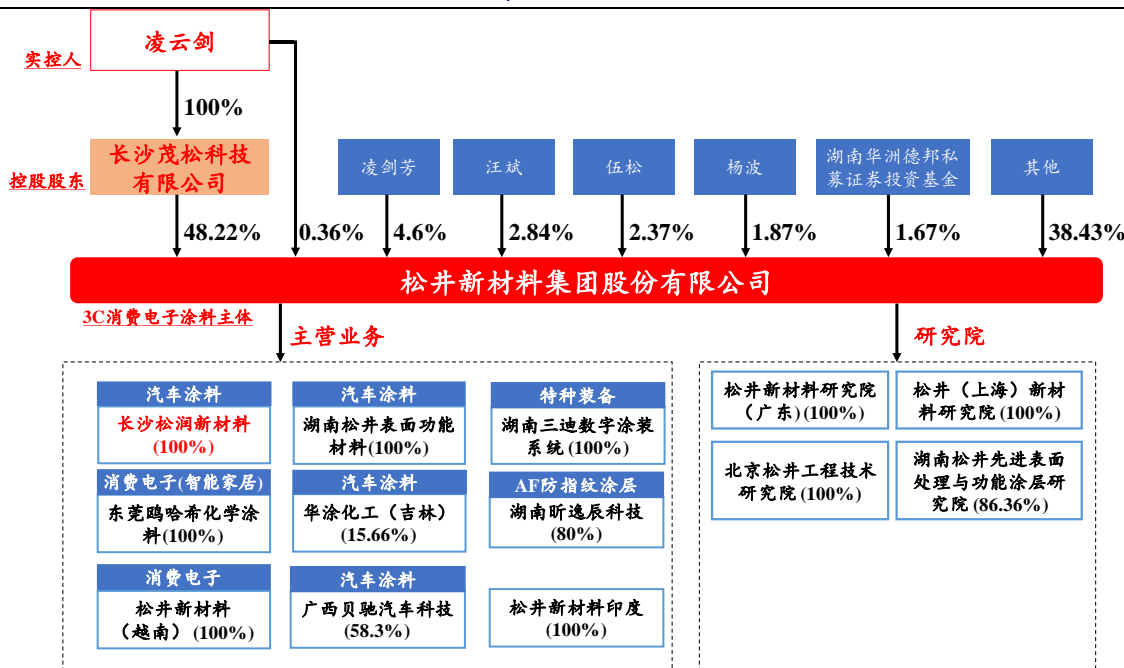 凌云剑
实控人
100%
长沙茂松科技
有限公司
控股股东
凌剑芳
汪斌
伍松
杨波
湖南华洲德邦私
募证券投资基金
其他
48.22%
0.36%
4.6%
2.84%
2.37%
1.87%
1.67%
38.43%
松井新材料集团股份有限公司
3C消费电子涂料主体
主营业务
研究院
汽车涂料
长沙松润新材料
(100%)
汽车涂料
湖南松井表面功能
材料(100%)
特种装备
湖南三迪数字涂装
系统(100%)
消费电子(智能家居)
东莞鸥哈希化学涂
料(100%)
汽车涂料
华涂化工（吉林）
(15.66%)
AF防指纹涂层
湖南昕逸辰科技
(80%)
消费电子
松井新材料
（越南）(100%)
汽车涂料
广西贝驰汽车科技
(58.3%)
松井新材料印度
(100%)
松井新材料研究院
（广东）(100%)
松井（上海）新材
料研究院(100%)
北京松井工程技术
研究院(100%)
湖南松井先进表面
处理与功能涂层研
究院(86.36%)